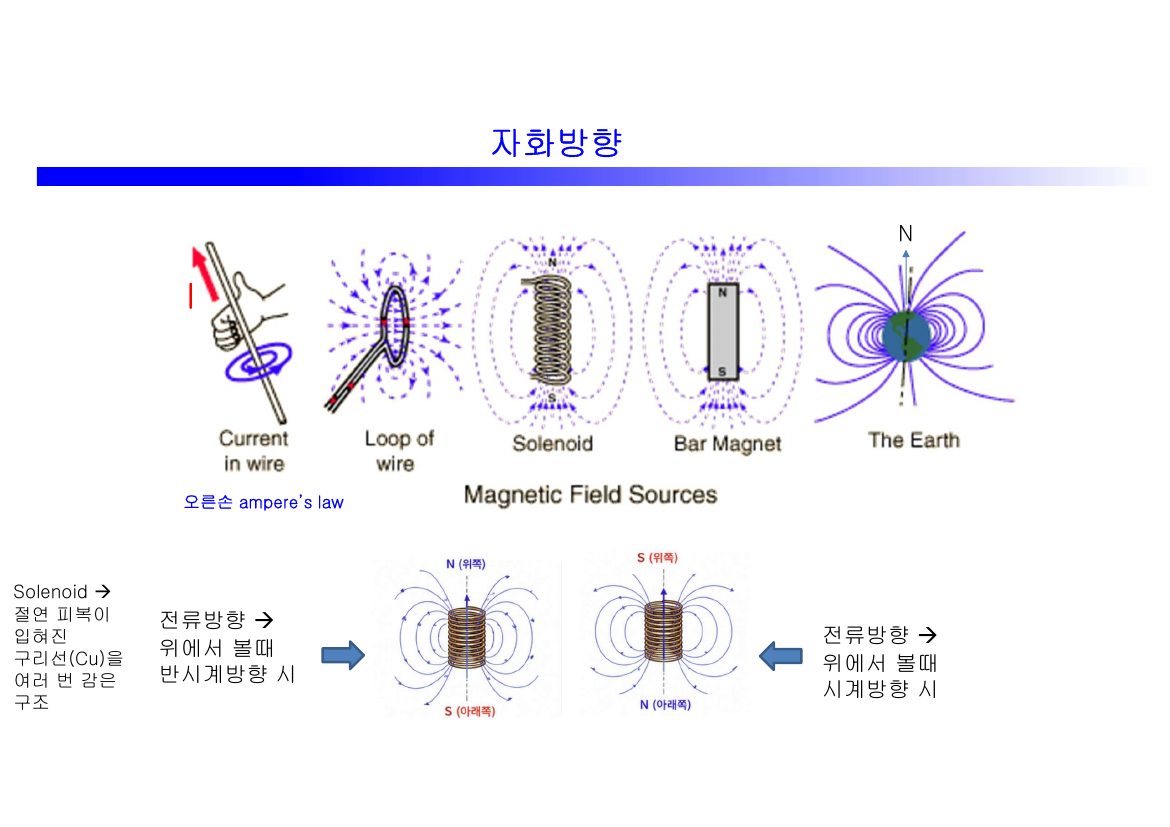 자화방향
I
N
N
S
N
S
N
Current
in wire
Loop of
wire
Solenoid
Bar Magnet
The Earth
오른손 ampere's law
Magnetic Field Sources
Solenoid →
절연 피복이
입혀진
구리선(Cu)을
여러 번 감은
구조
전류방향 →
위에서 볼때
반시계방향 시
N (위쪽)
S (아래쪽)
S (위쪽)
N (아래쪽)
전류방향 →
위에서 볼때
시계방향 시